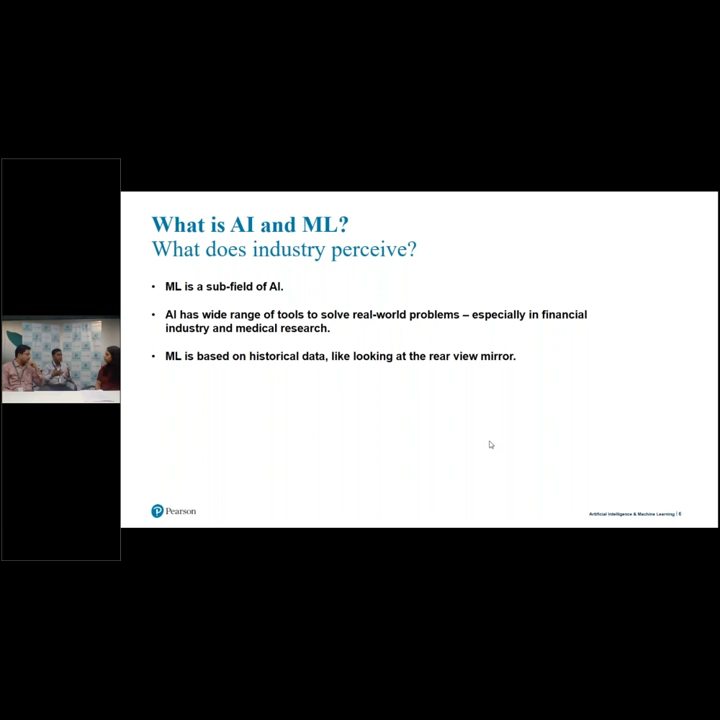 What is AI and ML?
What does industry perceive?
• ML is a sub-field of AI.
• AI has wide range of tools to solve real-world problems – especially in financial
industry and medical research.
• ML is based on historical data, like looking at the rear view mirror.
Pearson
Artificial Intelligence & Machine Learning | 6